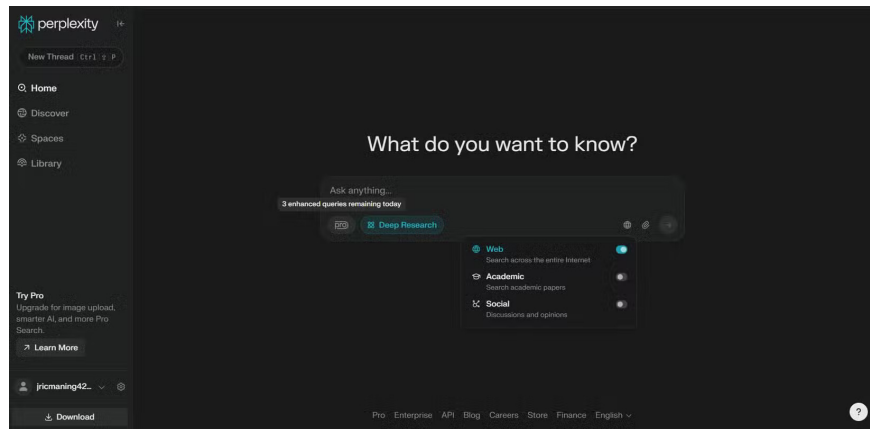 perplexity
New Thread Ctrl ⇧ P
Home
Discover
Spaces
Library
Try Pro
Upgrade for image upload,
smarter AI, and more Pro
Search.
Learn More
jricmaning42...
Download
What do you want to know?
Ask anything...
3 enhanced queries remaining today
pro
Deep Research
Web
Search across the entire Internet
Academic
Search academic papers
Social
Discussions and opinions
Pro Enterprise API Blog Careers Store Finance English
?